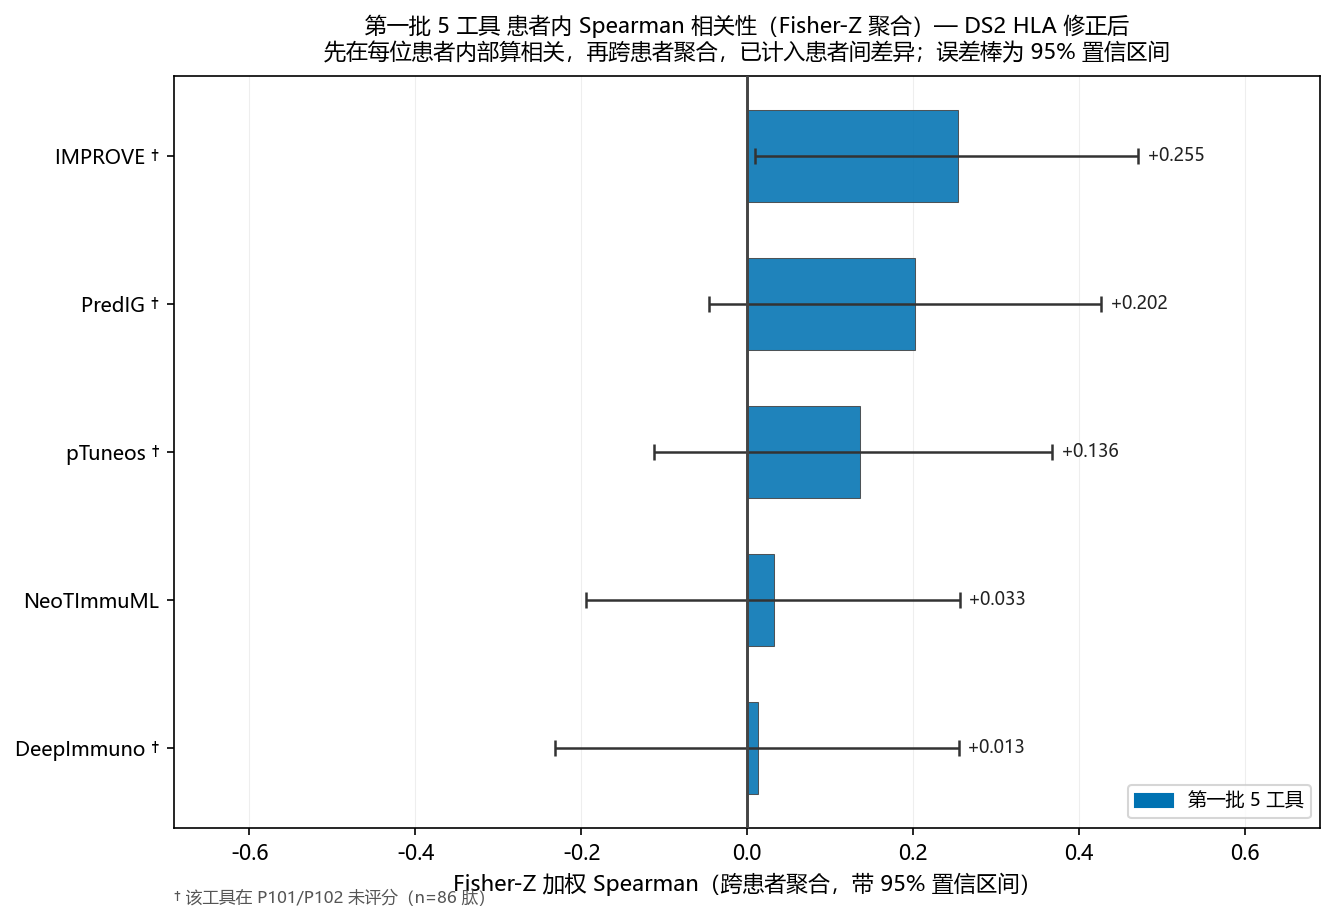 第一批 5 工具 患者内 Spearman 相关性（Fisher-Z 聚合）— DS2 HLA 修正后
先在每位患者内部算相关，再跨患者聚合，已计入患者间差异；误差棒为 95% 置信区间
IMPROVE †
+0.255
PredIG †
+0.202
pTuneos †
+0.136
NeoTImmuML
+0.033
DeepImmuno †
+0.013
第一批 5 工具
-0.6 -0.4 -0.2 0.0 0.2 0.4 0.6
Fisher-Z 加权 Spearman（跨患者聚合，带 95% 置信区间）
† 该工具在 P101/P102 未评分（n=86 肽）